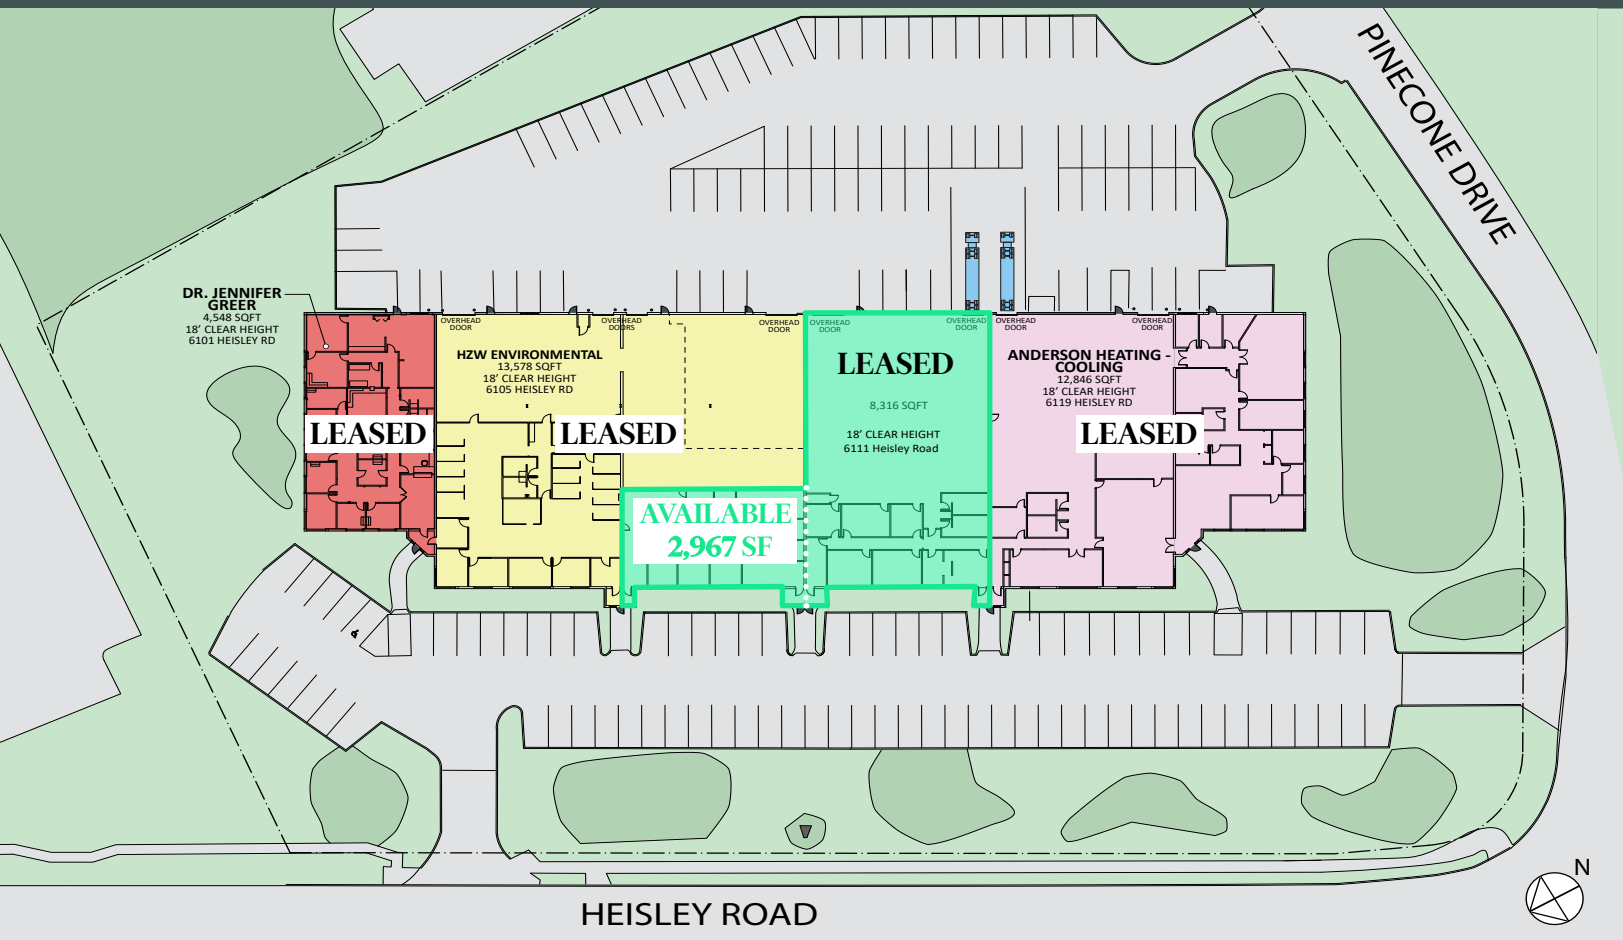 PINECONE DRIVE
DR. JENNIFER
GREER
4,548 SQFT
18' CLEAR HEIGHT
6101 HEISLEY RD
LEASED
OVERHEAD
DOOR
OVERHEAD
DOORS
OVERHEAD
DOOR
HZW ENVIRONMENTAL
13,578 SQFT
18' CLEAR HEIGHT
6105 HEISLEY RD
LEASED
AVAILABLE
2,967 SF
OVERHEAD
DOOR
OVERHEAD
DOOR
LEASED
8,316 SQFT
18' CLEAR HEIGHT
6111 Heisley Road
OVERHEAD
DOOR
OVERHEAD
DOOR
ANDERSON HEATING -
COOLING
12,846 SQFT
18' CLEAR HEIGHT
6119 HEISLEY RD
LEASED
N
HEISLEY ROAD